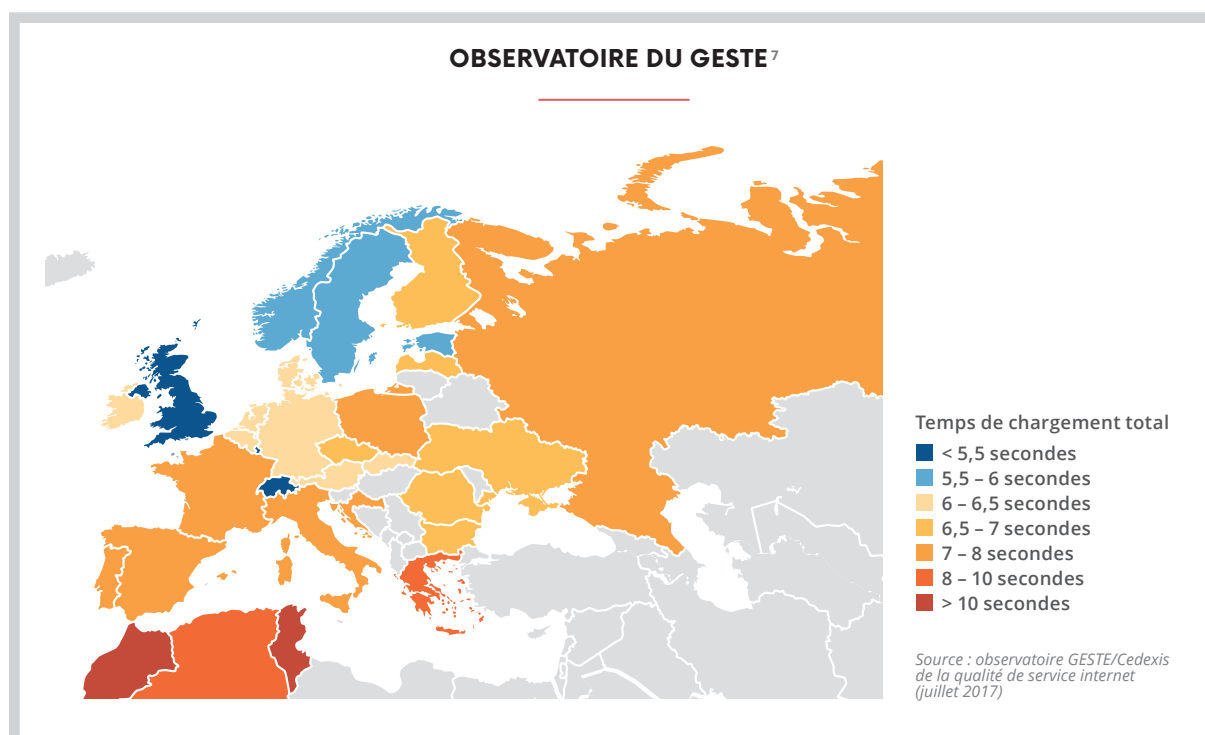 OBSERVATOIRE DU GESTE⁷
Temps de chargement total
< 5,5 secondes
5,5 – 6 secondes
6 – 6,5 secondes
6,5 – 7 secondes
7 – 8 secondes
8 – 10 secondes
> 10 secondes
Source : observatoire GESTE/Cedexis
de la qualité de service internet
(juillet 2017)